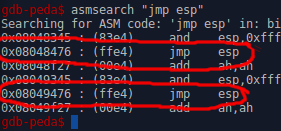 gdb-peda$ asmsearch "jmp esp"
Searching for ASM code: 'jmp esp' in: bi
0x08048345 : (83e4) and esp,0xfff
0x08048476 : (ffe4) jmp esp
0x08048f27 : (00e4) add ah,ah
0x08049345 : (83e4) and esp,0xfff
0x08049476 : (ffe4) jmp esp
0x08049f27 : (00e4) add ah,ah
gdb-peda$